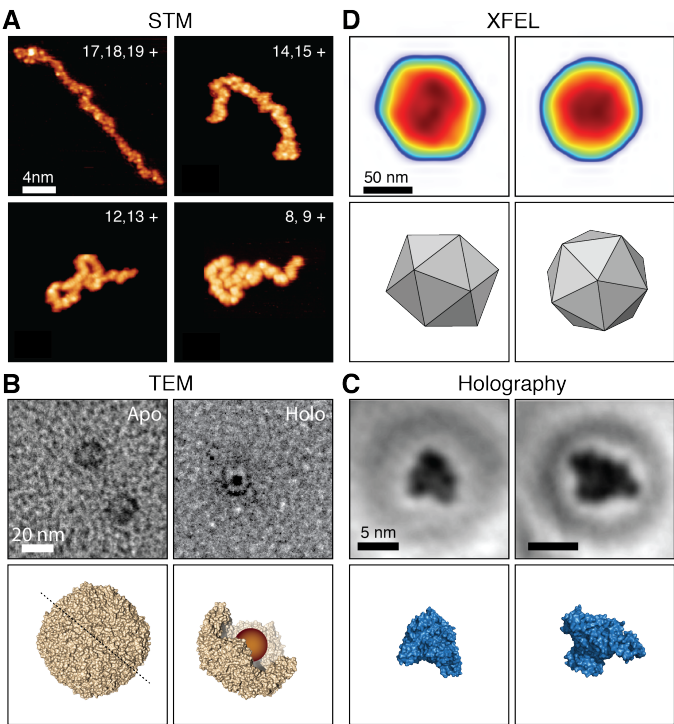 A STM
17,18,19 +
14,15 +
4nm
12,13 +
8, 9 +
D XFEL
50 nm
B TEM
Apo
Holo
20 nm
C Holography
5 nm